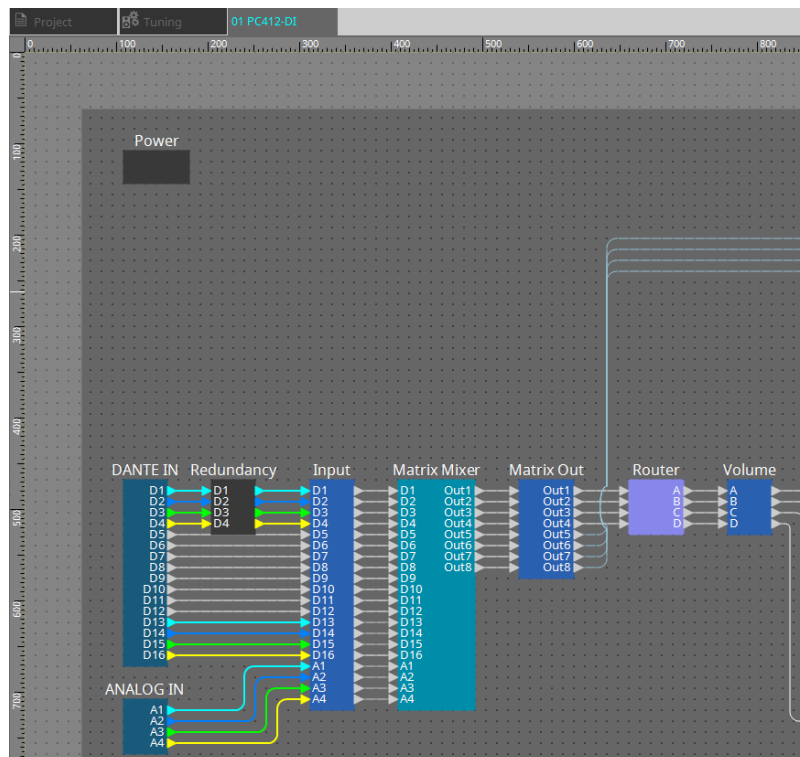 Project Tuning 01 PC412-DI
0 100 200 300 400 500 600 700 800
0
100
200
300
400
500
600
700
Power
DANTE IN Redundancy Input Matrix Mixer Matrix Out Router Volume
D1 D1 D1 D1 Out1 Out1 A A
D2 D2 D2 D2 Out2 Out2 B B
D3 D3 D3 D3 Out3 Out3 C C
D4 D4 D4 D4 Out4 Out4 D D
D5 D5 D5 Out5 Out5
D6 D6 D6 Out6 Out6
D7 D7 D7 Out7 Out7
D8 D8 D8 Out8 Out8
D9 D9 D9
D10 D10 D10
D11 D11 D11
D12 D12 D12
D13 D13 D13
D14 D14 D14
D15 D15 D15
D16 D16 D16
A1 A1
A2 A2
A3 A3
A4 A4
ANALOG IN
A1
A2
A3
A4